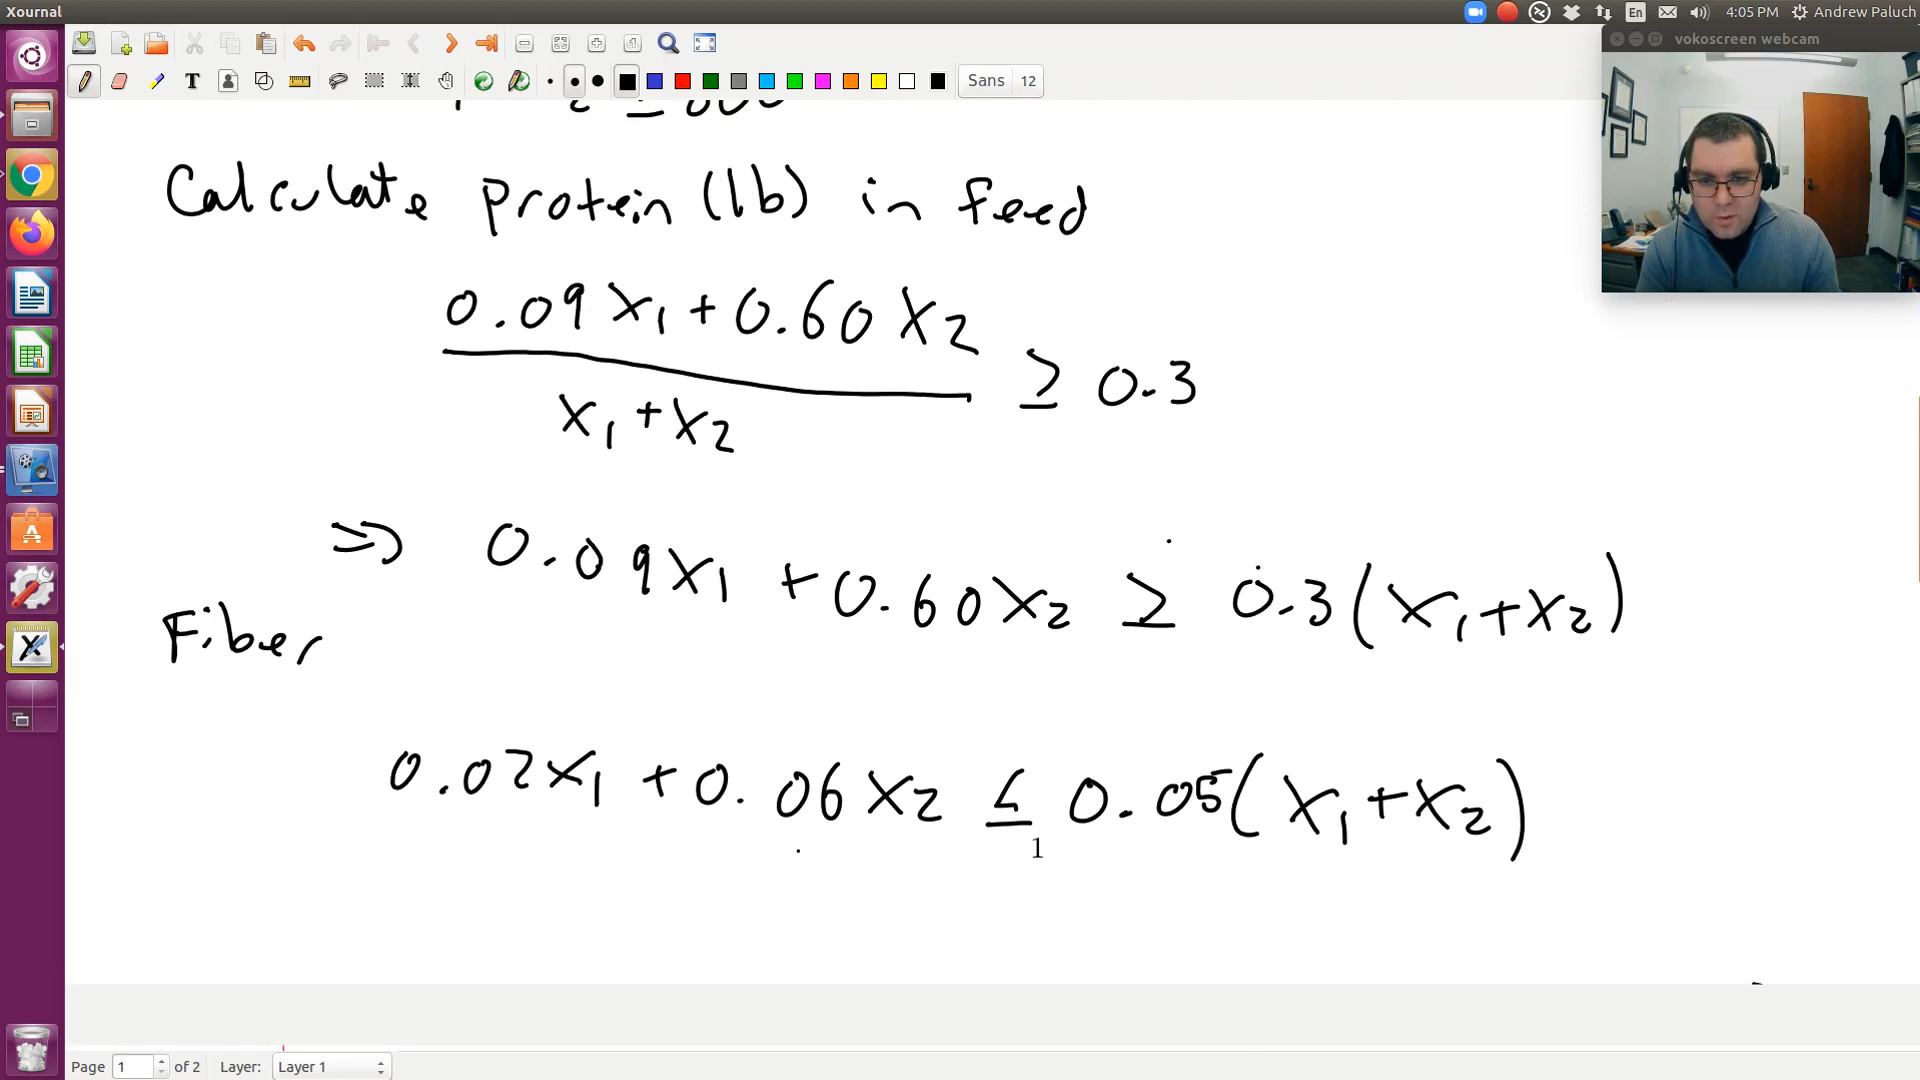 Xournal
En
4:05 PM
Andrew Paluch
vokoscreen webcam
T
Sans 12
≥ 800
Calculate protein (lb) in feed
0.09 x₁ + 0.60 x₂
≥ 0.3
x₁ + x₂
⇒ 0.09x₁ + 0.60x₂ ≥ 0.3(x₁+x₂)
Fiber
0.02x₁ + 0.06x₂ ≤ 0.05(x₁+x₂)
1
Page 1 of 2 Layer: Layer 1